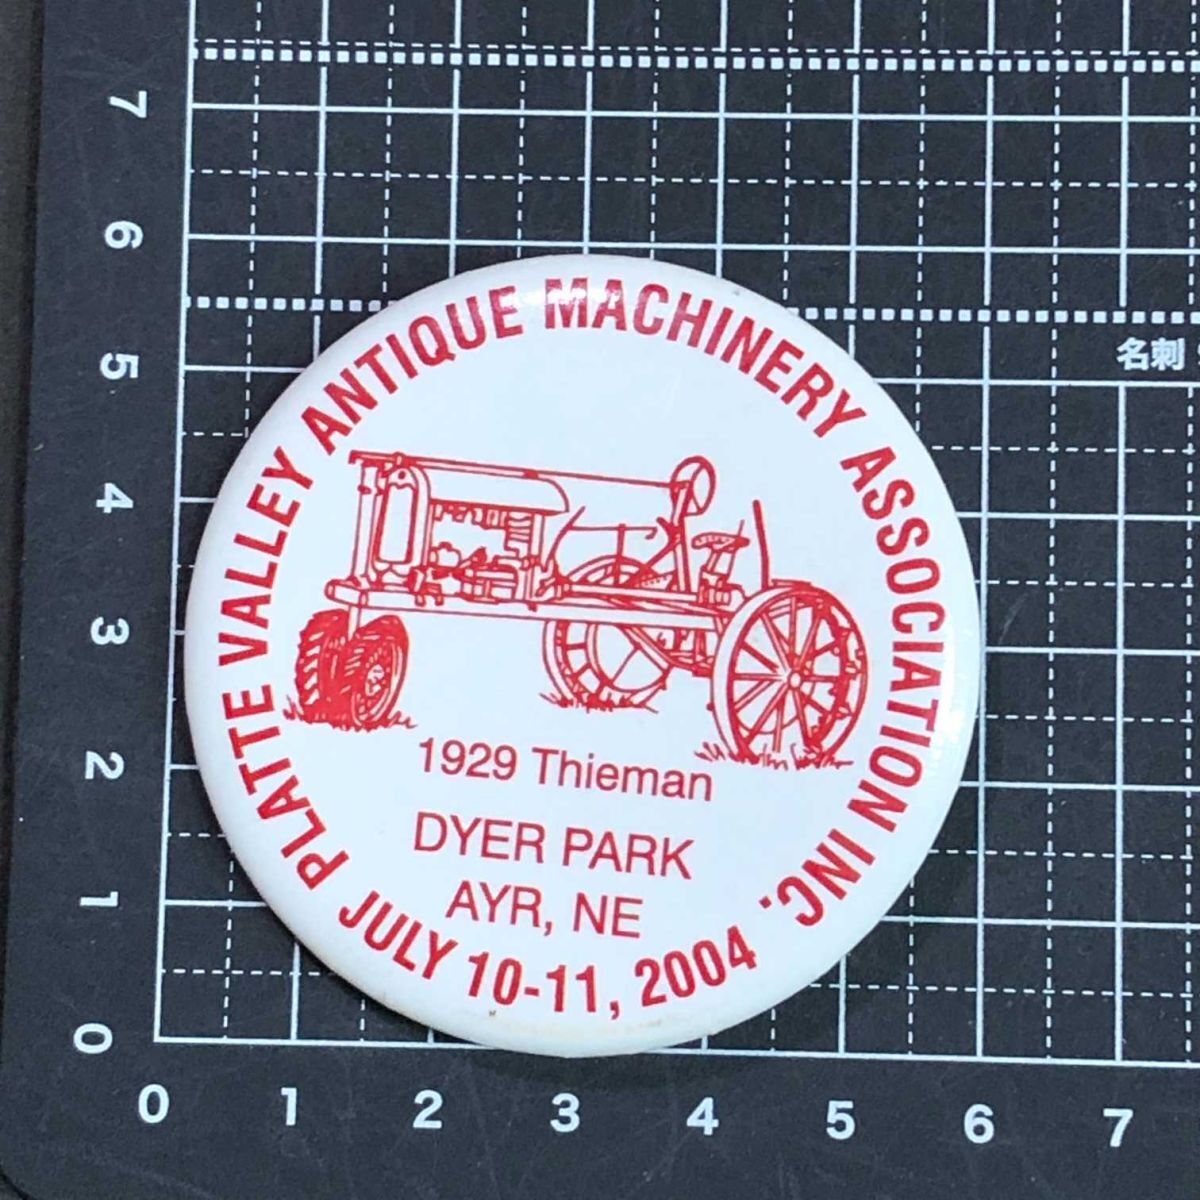 PLATTE VALLEY ANTIQUE MACHINERY ASSOCIATION INC.
1929 Thieman
DYER PARK
AYR, NE
JULY 10-11, 2004
名刺
7
6
5
4
3
2
1
0
0 1 2 3 4 5 6 7